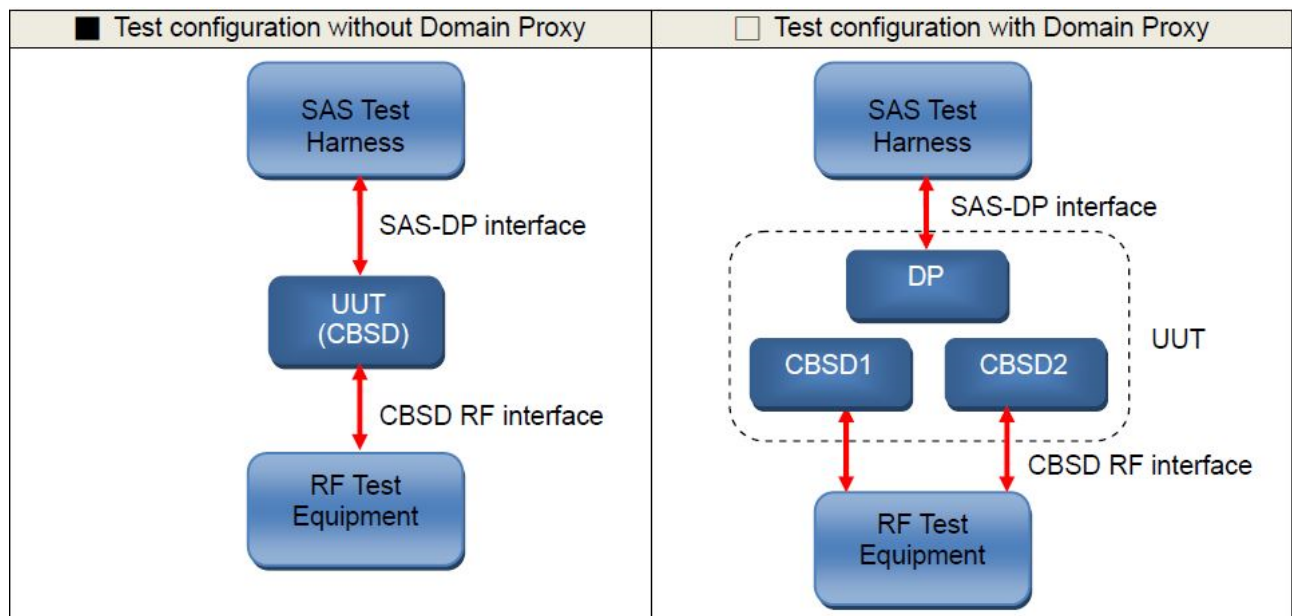 ■ Test configuration without Domain Proxy
SAS Test
Harness
SAS-DP interface
UUT
(CBSD)
CBSD RF interface
RF Test
Equipment
□ Test configuration with Domain Proxy
SAS Test
Harness
SAS-DP interface
DP
CBSD1
CBSD2
UUT
CBSD RF interface
RF Test
Equipment